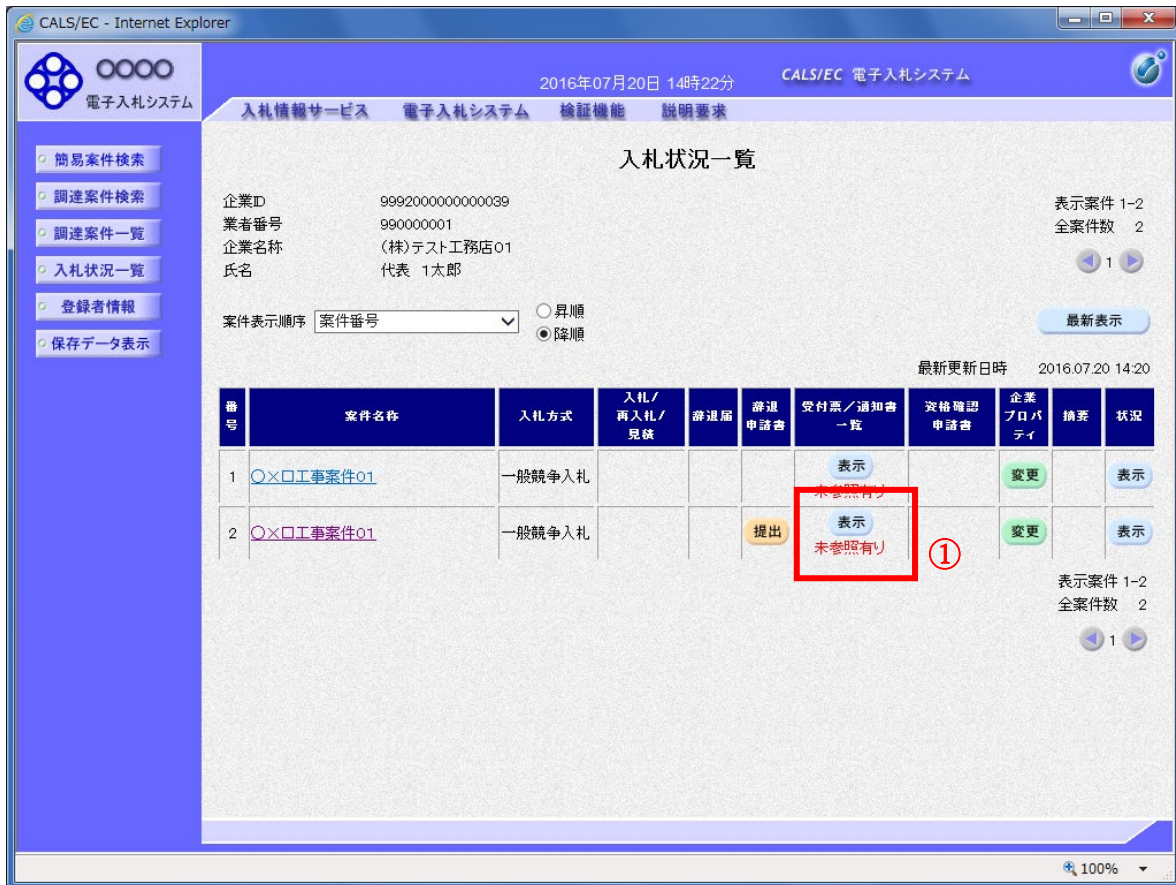 CALS/EC - Internet Explorer
OOOO
電子入札システム
2016年07月20日 14時22分
CALS/EC 電子入札システム
入札情報サービス 電子入札システム 検証機能 説明要求
簡易案件検索
調達案件検索
調達案件一覧
入札状況一覧
登録者情報
保存データ表示
入札状況一覧
企業ID 9992000000000039
業者番号 990000001
企業名称 (株)テスト工務店01
氏名 代表 1太郎
表示案件 1-2
全案件数 2
1
案件表示順序 案件番号
昇順
降順
最新表示
最新更新日時 2016.07.20 14:20
番号 案件名称 入札方式 入札/再入札/見積 辞退届 辞退申請書 受付票/通知書一覧 資格確認申請書 企業プロパティ 摘要 状況
1 〇×ロ工事案件01 一般競争入札 表示 未参照有り 変更 表示
2 〇×ロ工事案件01 一般競争入札 提出 表示 未参照有り 変更 表示
①
表示案件 1-2
全案件数 2
1
100%